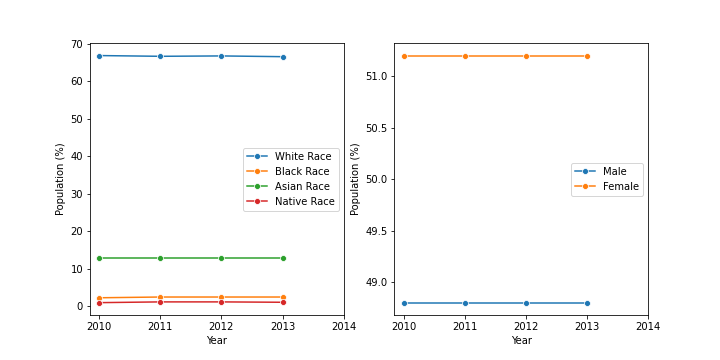 70
60
50
40
30
20
10
0
Population (%)
2010 2011 2012 2013 2014
Year
White Race
Black Race
Asian Race
Native Race
51.0
50.5
50.0
49.5
49.0
Population (%)
2010 2011 2012 2013 2014
Year
Male
Female